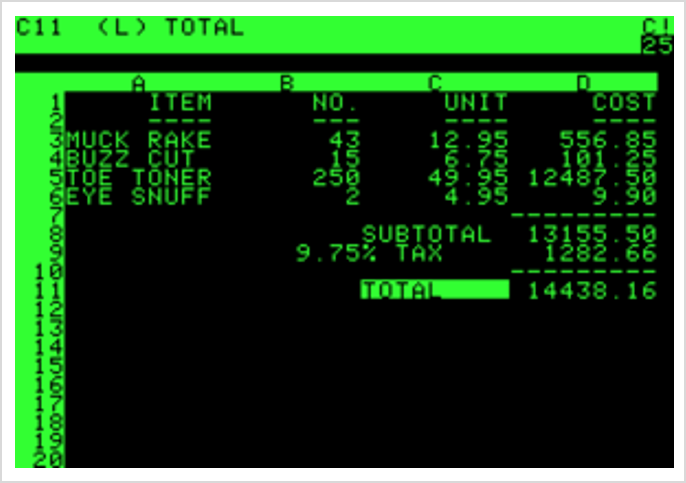 C11 (L) TOTAL C!
25
A B C D
1 ITEM NO. UNIT COST
2 ---- --- ---- ----
3 MUCK RAKE 43 12.95 556.85
4 BUZZ CUT 15 6.75 101.25
5 TOE TONER 250 49.95 12487.50
6 EYE SNUFF 2 4.95 9.90
7 ---------
8 SUBTOTAL 13155.50
9 9.75% TAX 1282.66
10 ---------
11 TOTAL 14438.16
12
13
14
15
16
17
18
19
20